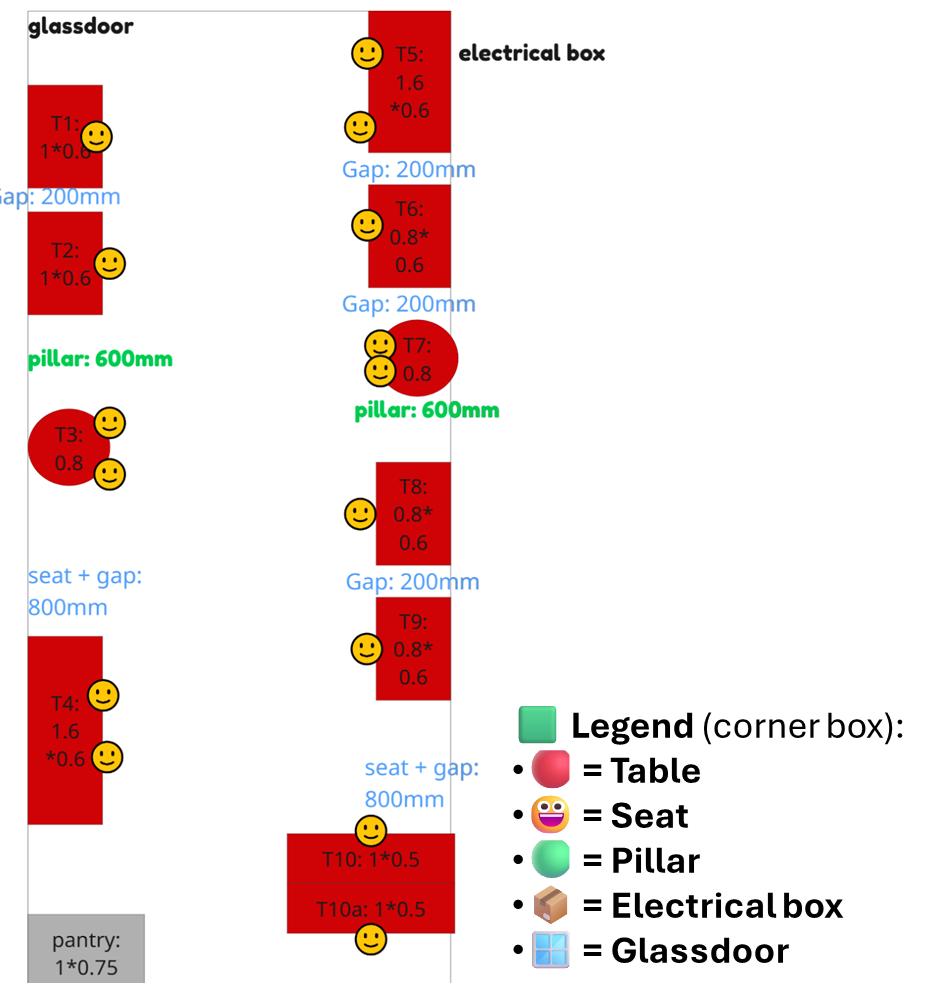 glassdoor
T1:
1*0.6
Gap: 200mm
T2:
1*0.6
pillar: 600mm
T3:
0.8
seat + gap:
800mm
T4:
1.6
*0.6
pantry:
1*0.75
T5:
1.6
*0.6
electrical box
Gap: 200mm
T6:
0.8*
0.6
Gap: 200mm
T7:
0.8
pillar: 600mm
T8:
0.8*
0.6
Gap: 200mm
T9:
0.8*
0.6
seat + gap:
800mm
T10: 1*0.5
T10a: 1*0.5
Legend (corner box):
• = Table
• = Seat
• = Pillar
• = Electrical box
• = Glassdoor